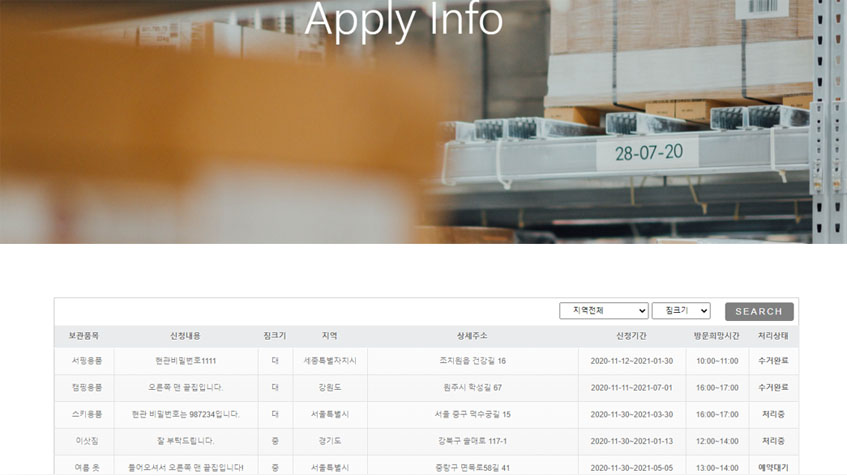 Apply Info
28-07-20
지역전체 짐크기 SEARCH
보관품목 신청내용 짐크기 지역 상세주소 신청기간 방문희망시간 처리상태
서핑용품 현관비밀번호1111 대 세종특별자치시 조치원읍 건강길 16 2020-11-12~2021-01-30 10:00~11:00 수거완료
캠핑용품 오른쪽 맨 끝집입니다. 대 강원도 원주시 학성길 67 2020-11-11~2021-07-01 16:00~17:00 수거완료
스키용품 현관 비밀번호는 987234입니다. 대 서울특별시 서울 중구 덕수궁길 15 2020-11-30~2021-03-30 16:00~17:00 처리중
이삿짐 잘 부탁드립니다. 중 경기도 강북구 솔매로 117-1 2020-11-30~2021-01-13 12:00~14:00 처리중
여름 옷 들어오셔서 오른쪽 맨 끝집입니다! 중 서울특별시 중랑구 면목로58길 41 2020-11-30~2021-05-05 13:00~14:00 예약대기